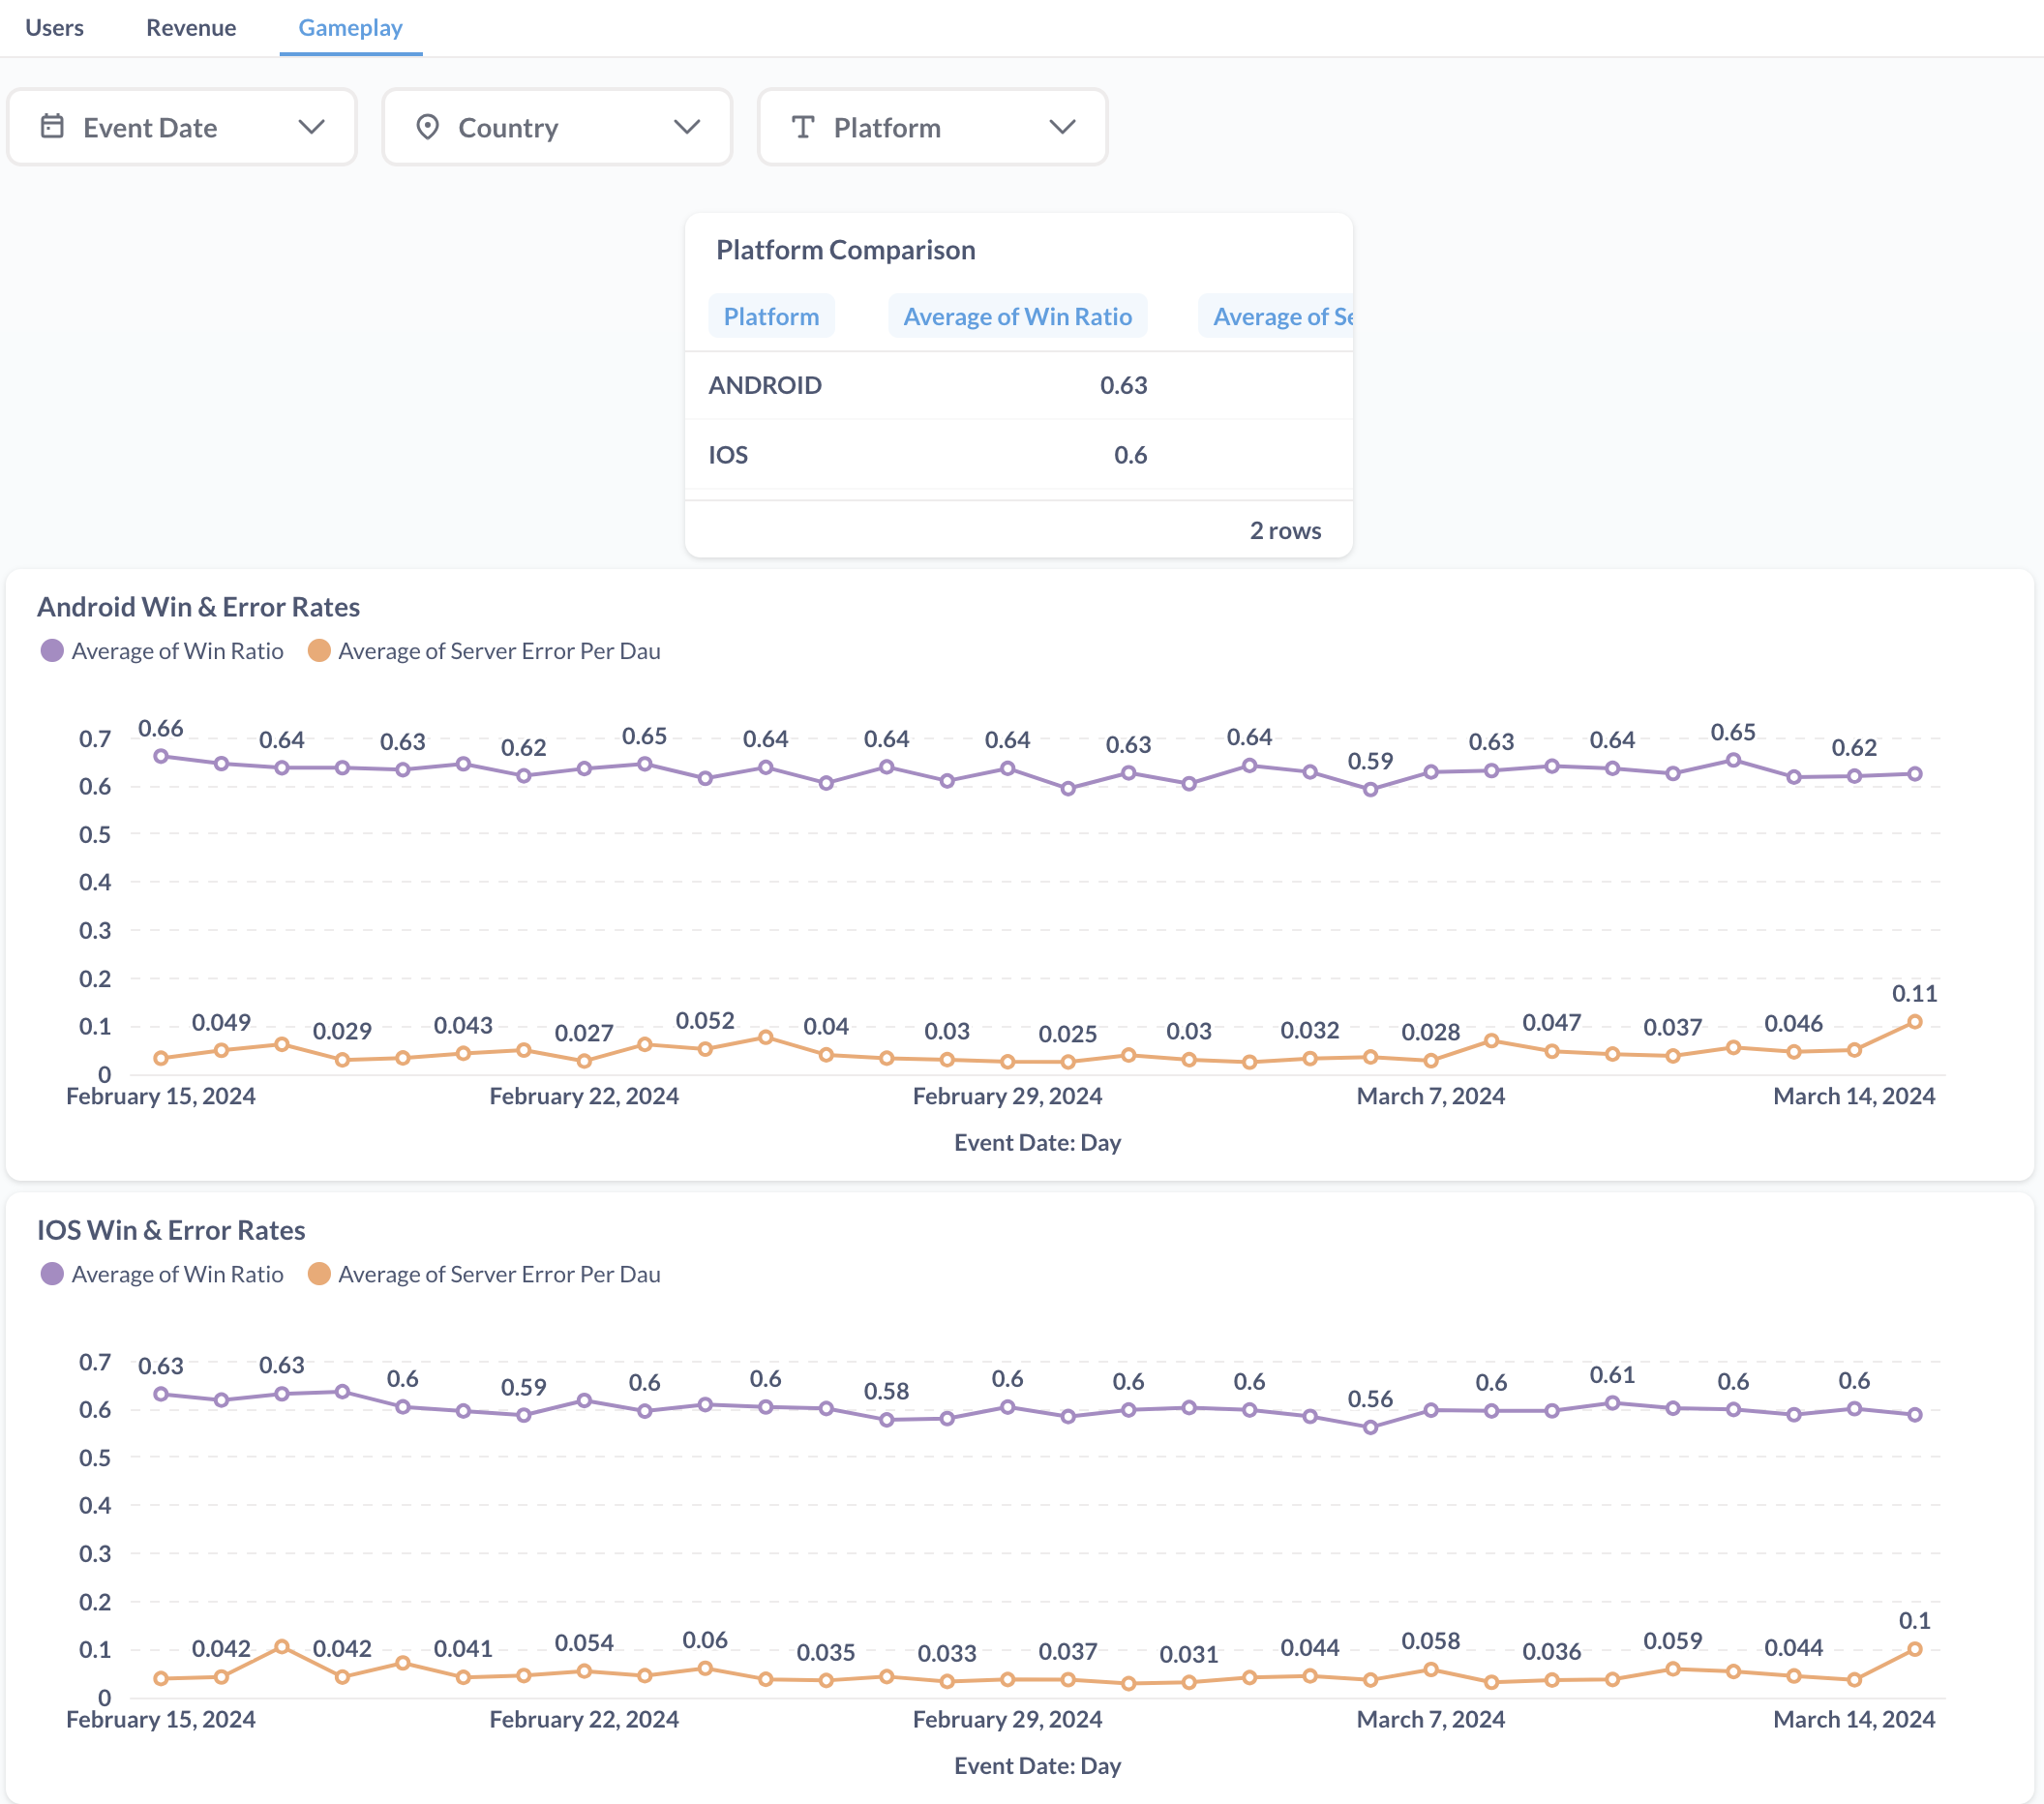 Users Revenue Gameplay
Event Date Country Platform
Platform Comparison
Platform Average of Win Ratio Average of Se
ANDROID 0.63
IOS 0.6
2 rows
Android Win & Error Rates
Average of Win Ratio Average of Server Error Per Dau
0.66 0.64 0.63 0.62 0.65 0.64 0.64 0.64 0.63 0.64 0.59 0.63 0.64 0.65 0.62
0.7
0.6
0.5
0.4
0.3
0.2
0.1
0
0.049 0.029 0.043 0.027 0.052 0.04 0.03 0.025 0.03 0.032 0.028 0.047 0.037 0.046 0.11
February 15, 2024 February 22, 2024 February 29, 2024 March 7, 2024 March 14, 2024
Event Date: Day
IOS Win & Error Rates
Average of Win Ratio Average of Server Error Per Dau
0.63 0.63 0.6 0.59 0.6 0.6 0.58 0.6 0.6 0.6 0.56 0.6 0.61 0.6 0.6
0.7
0.6
0.5
0.4
0.3
0.2
0.1
0
0.042 0.042 0.041 0.054 0.06 0.035 0.033 0.037 0.031 0.044 0.058 0.036 0.059 0.044 0.1
February 15, 2024 February 22, 2024 February 29, 2024 March 7, 2024 March 14, 2024
Event Date: Day